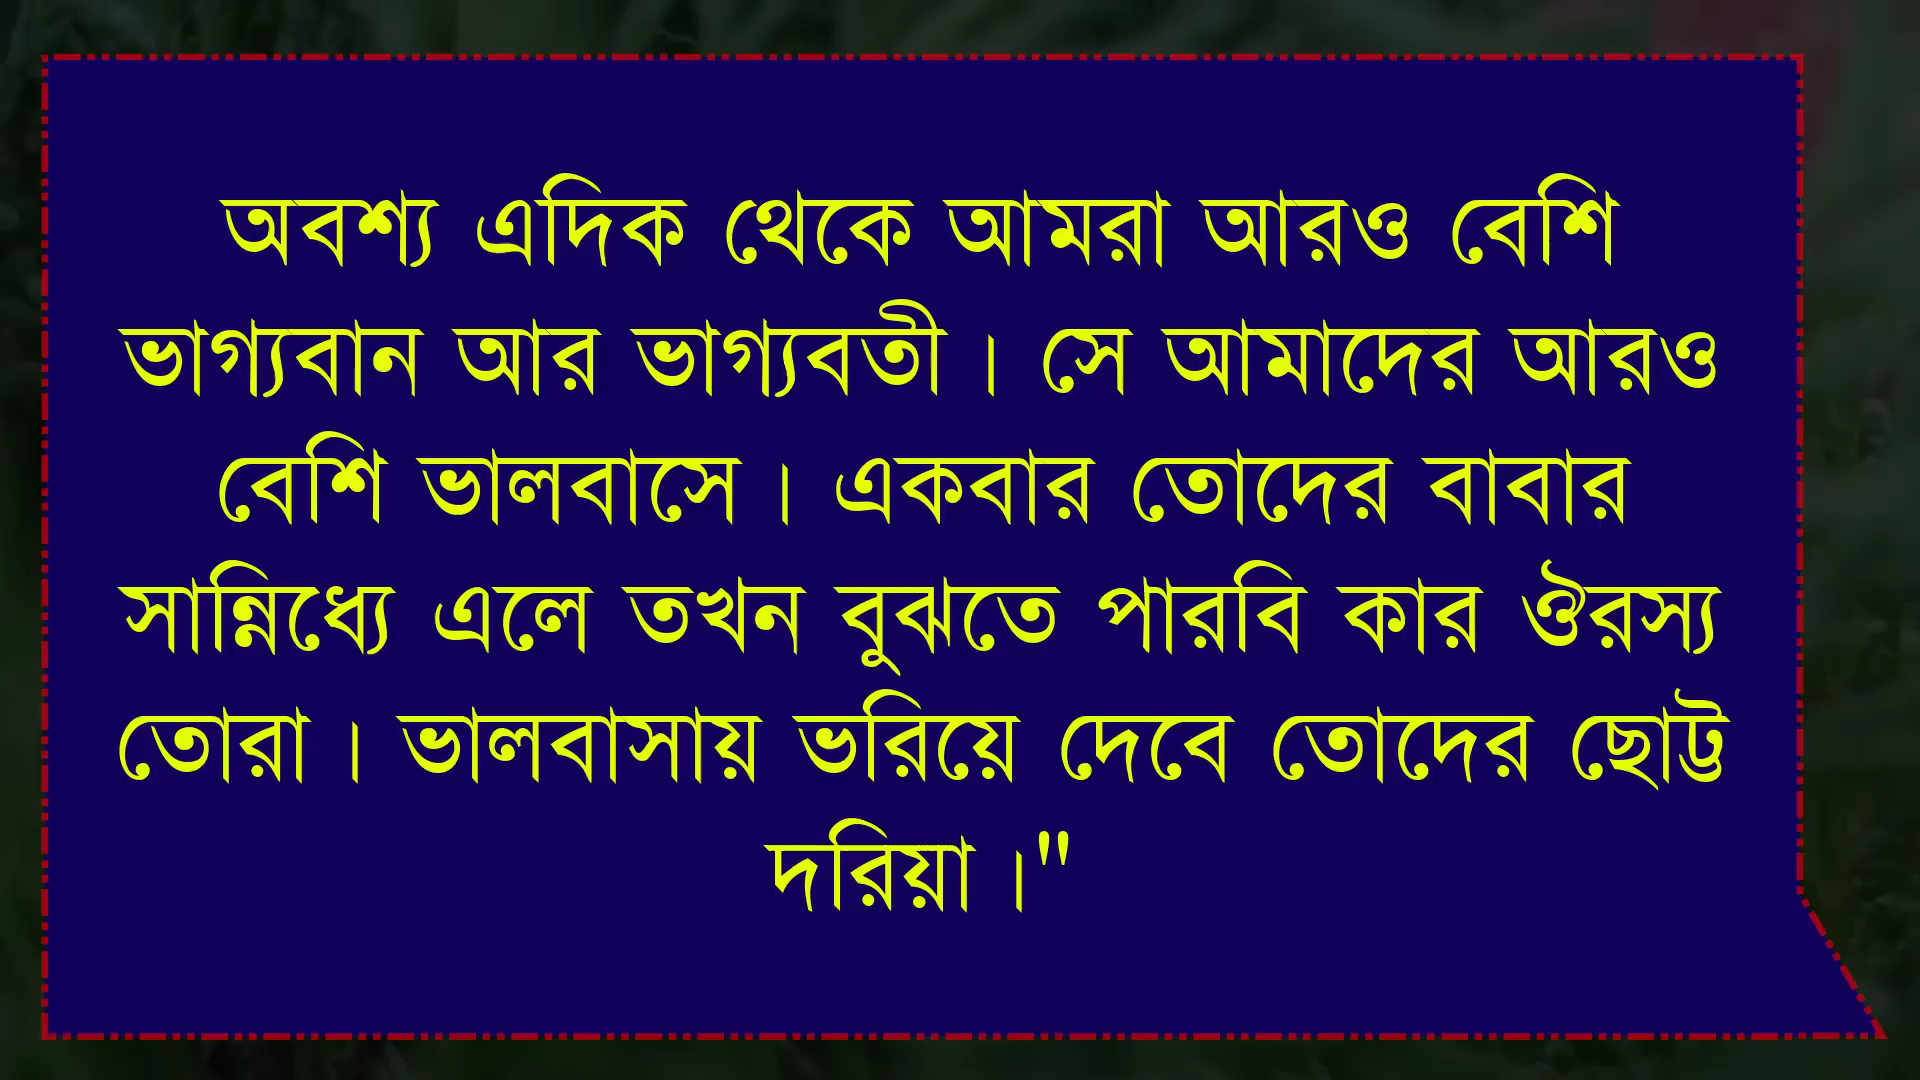 অবশ্য এদিক থেকে আমরা আরও বেশি
ভাগ্যবান আর ভাগ্যবতী। সে আমাদের আরও
বেশি ভালবাসে। একবার তোদের বাবার
সান্নিধ্যে এলে তখন বুঝতে পারবি কার ঔরস্য
তোরা। ভালবাসায় ভরিয়ে দেবে তোদের ছোট্ট
দরিয়া।"